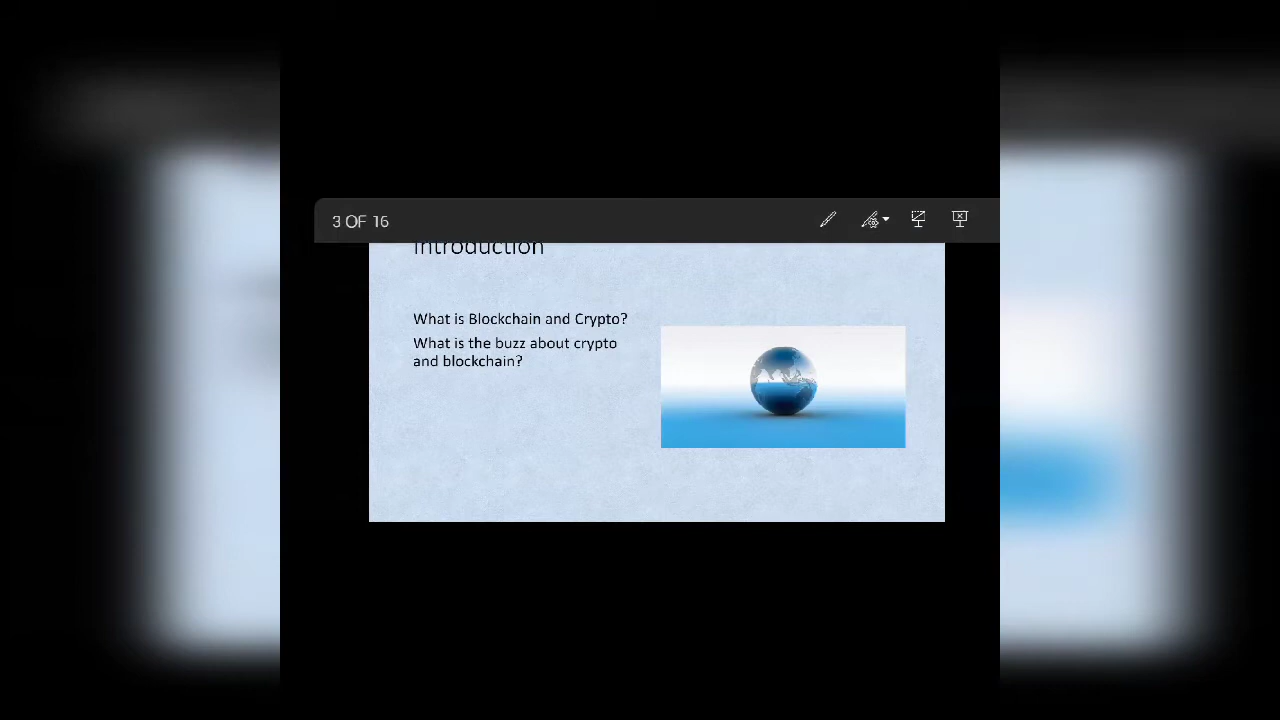 3 OF 16
Introduction
What is Blockchain and Crypto?
What is the buzz about crypto
and blockchain?